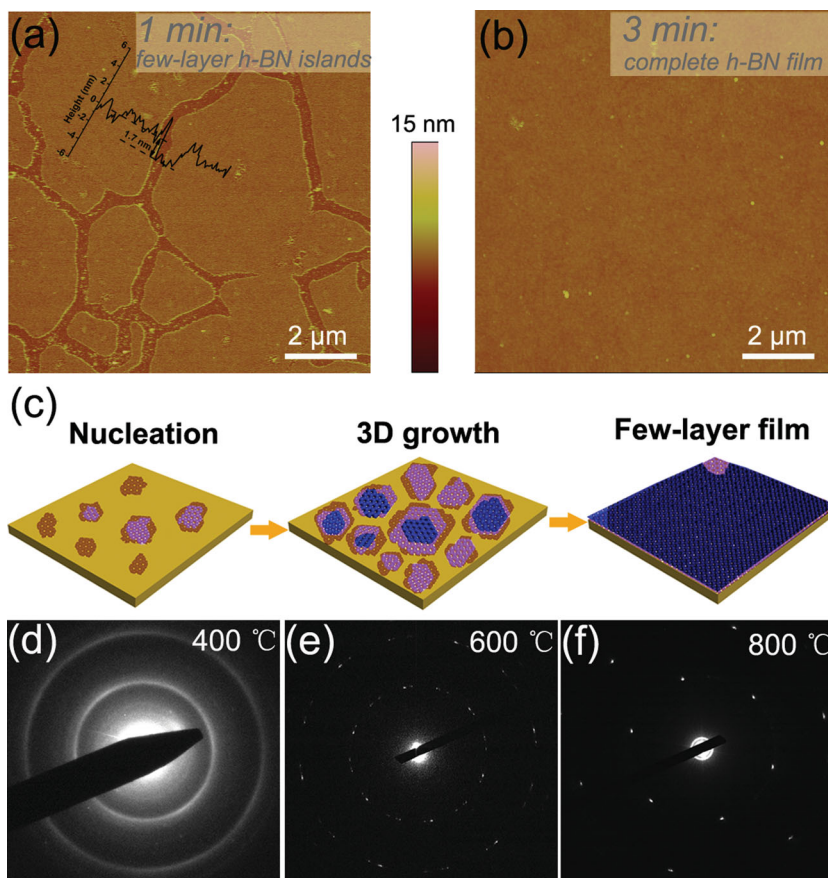 (a)
1 min:
few-layer h-BN islands
6
4
2
0
2
-4
-6
Height (nm)
1.7 nm
2 μm
15 nm
(b)
3 min:
complete h-BN film
2 μm
(c)
Nucleation
3D growth
Few-layer film
(d)
400 ℃
(e)
600 ℃
(f)
800 ℃